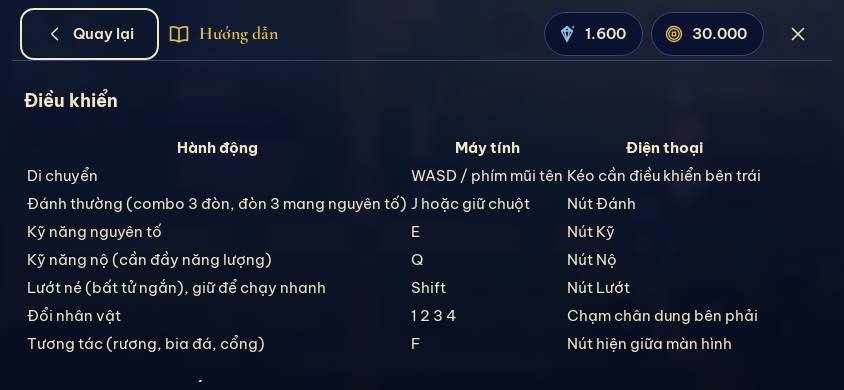 Quay lại Hướng dẫn 1.600 30.000
Điều khiển
Hành động Máy tính Điện thoại
Di chuyển WASD / phím mũi tên Kéo cần điều khiển bên trái
Đánh thường (combo 3 đòn, đòn 3 mang nguyên tố) J hoặc giữ chuột Nút Đánh
Kỹ năng nguyên tố E Nút Kỹ
Kỹ năng nộ (cần đầy năng lượng) Q Nút Nộ
Lướt né (bất tử ngắn), giữ để chạy nhanh Shift Nút Lướt
Đổi nhân vật 1 2 3 4 Chạm chân dung bên phải
Tương tác (rương, bia đá, cổng) F Nút hiện giữa màn hình